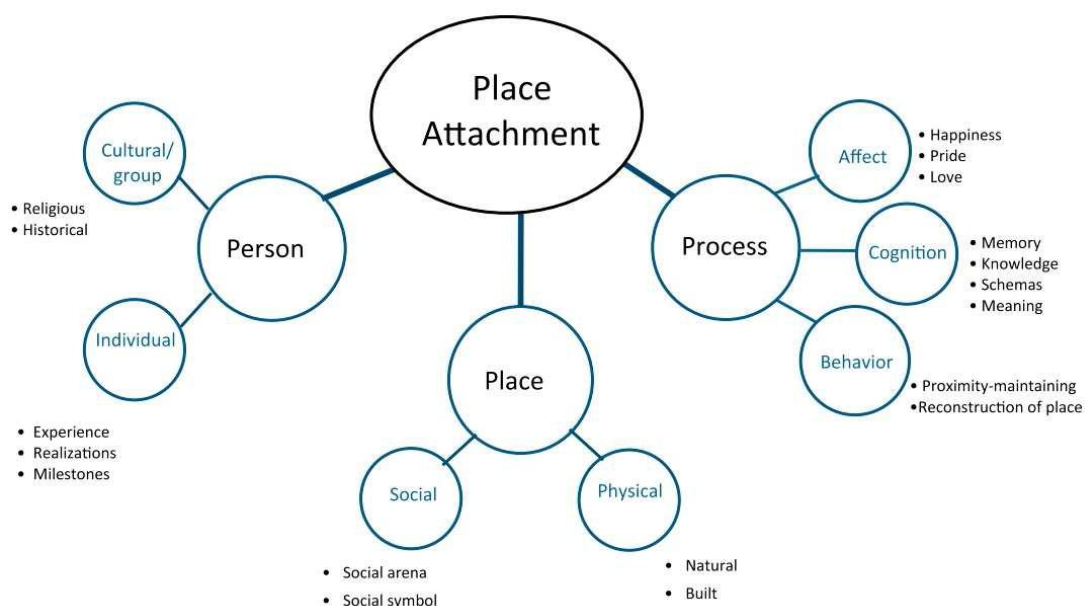 Place
Attachment
Cultural/
group
• Religious
• Historical
Person
Individual
• Experience
• Realizations
• Milestones
Place
Social
• Social arena
• Social symbol
Physical
• Natural
• Built
Process
Affect
• Happiness
• Pride
• Love
Cognition
• Memory
• Knowledge
• Schemas
• Meaning
Behavior
• Proximity-maintaining
•Reconstruction of place